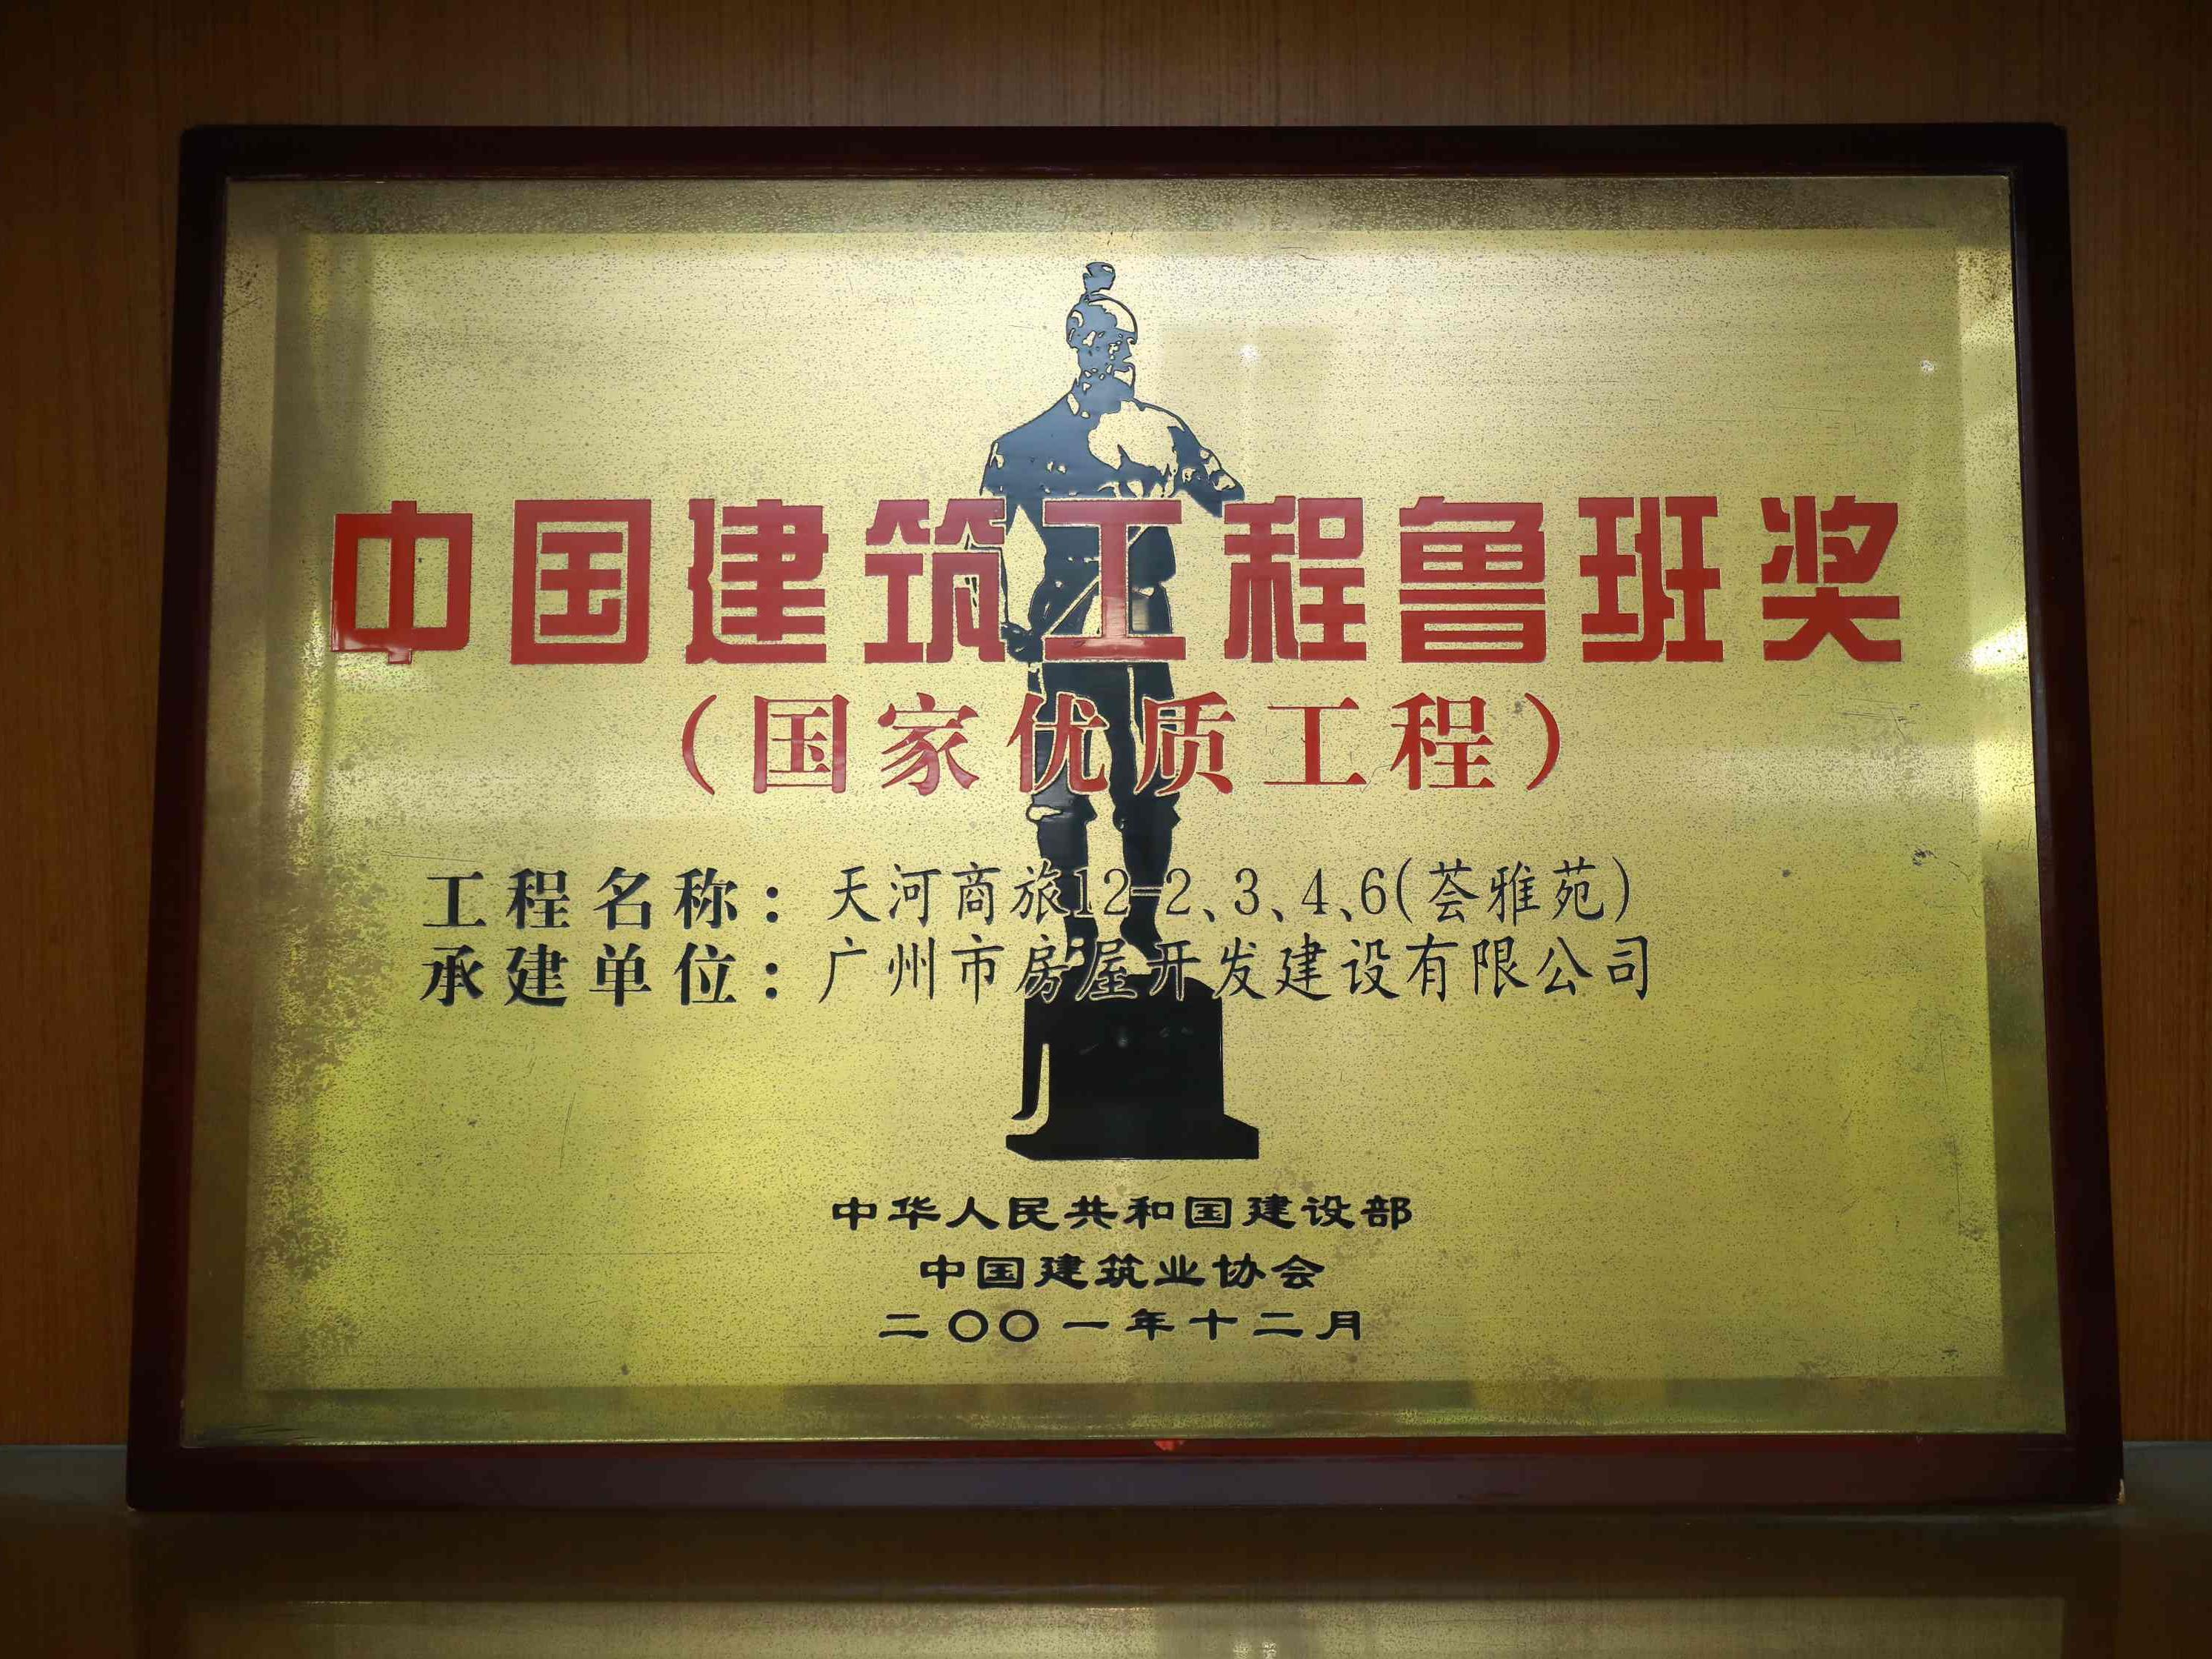 中国建筑工程鲁班奖
（国家优质工程）
工程名称：天河商旅12-2、3、4、6(荟雅苑)
承建单位：广州市房屋开发建设有限公司
中华人民共和国建设部
中国建筑业协会
二〇〇一年十二月